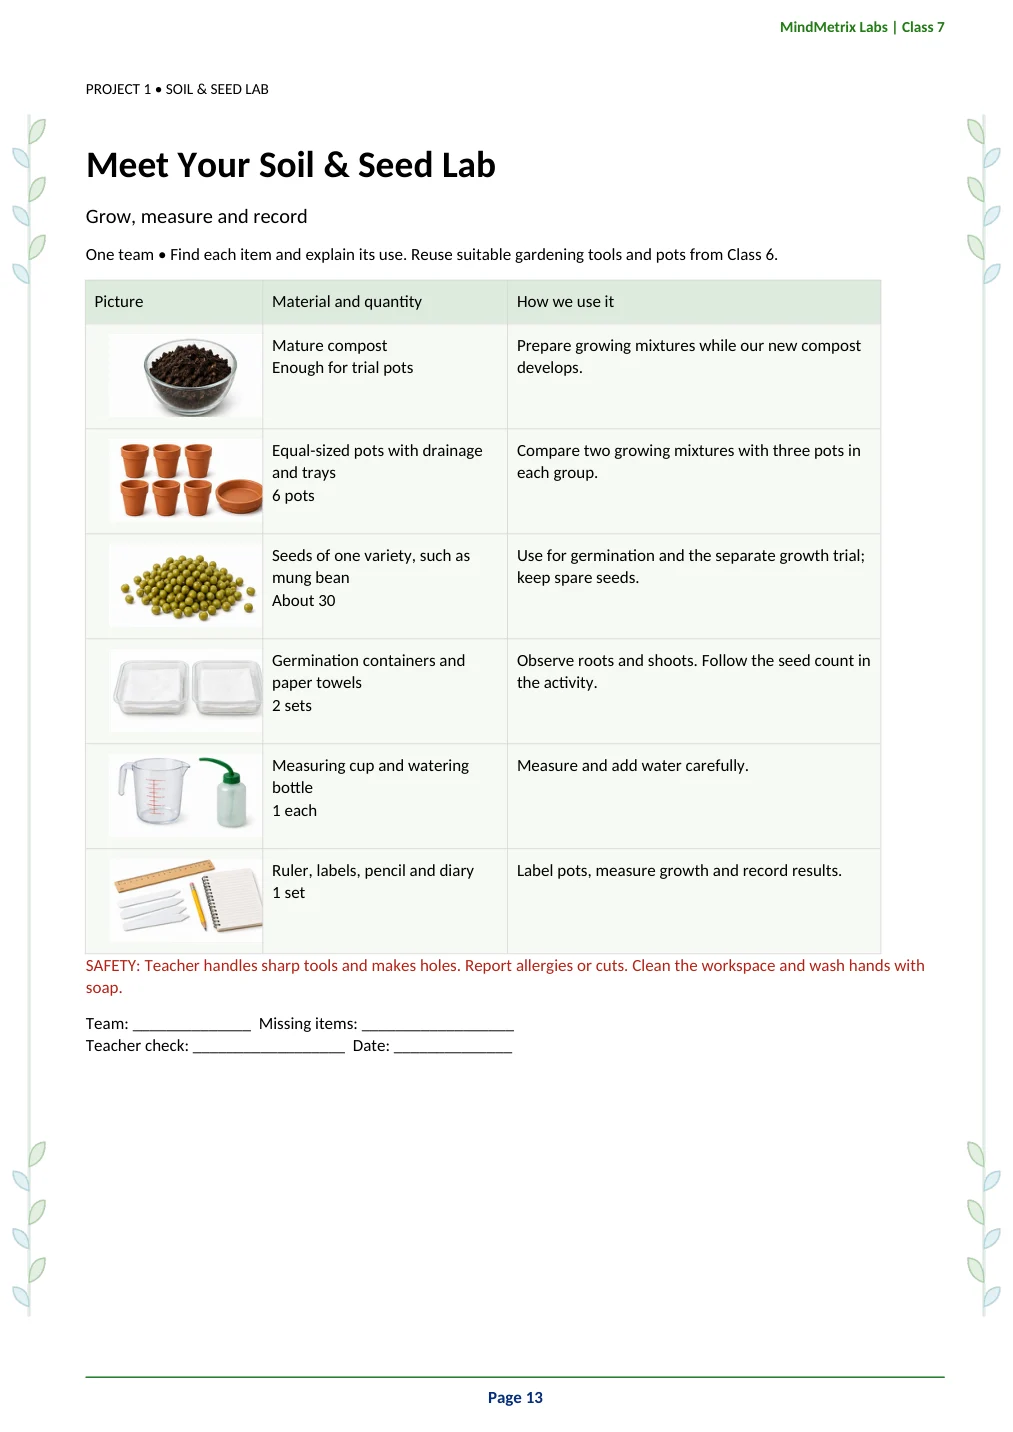 MindMetrix Labs | Class 7
PROJECT 1 • SOIL & SEED LAB
Meet Your Soil & Seed Lab
Grow, measure and record
One team • Find each item and explain its use. Reuse suitable gardening tools and pots from Class 6.
Picture
Material and quantity
How we use it
Mature compost
Enough for trial pots
Prepare growing mixtures while our new compost
develops.
Equal-sized pots with drainage
and trays
6 pots
Compare two growing mixtures with three pots in
each group.
Seeds of one variety, such as
mung bean
About 30
Use for germination and the separate growth trial;
keep spare seeds.
Germination containers and
paper towels
2 sets
Observe roots and shoots. Follow the seed count in
the activity.
Measuring cup and watering
bottle
1 each
Measure and add water carefully.
Ruler, labels, pencil and diary
1 set
Label pots, measure growth and record results.
SAFETY: Teacher handles sharp tools and makes holes. Report allergies or cuts. Clean the workspace and wash hands with
soap.
Team: ______________ Missing items: __________________
Teacher check: __________________ Date: ______________
Page 13